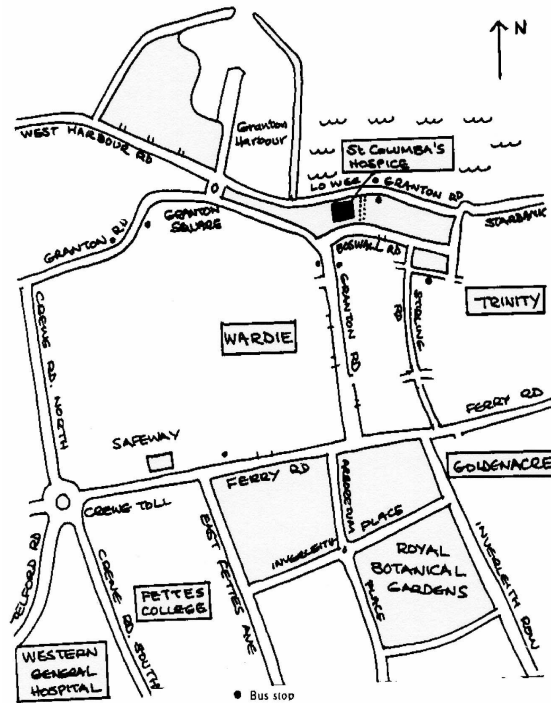 N
WEST HARBOUR RD
Granton
Harbour
ST COLUMBA'S
HOSPICE
LOWER GRANTON RD
STARBANK
GRANTON RD
GRANTON
SQUARE
BOSWALL RD
GRANTON RD
STIRLING
RD
TRINITY
WARDIE
CREWE RD. NORTH
SAFEWAY
FERRY RD
FERRY RD
GOLDENACRE
CREWE TOLL
ARBORETUM
PLACE
INVERLEITH
PLACE
ROYAL
BOTANICAL
GARDENS
INVERLEITH ROW
EAST FETTES AVE
FETTES
COLLEGE
TELFORD RD
CREWE RD. SOUTH
WESTERN
GENERAL
HOSPITAL
Bus stop